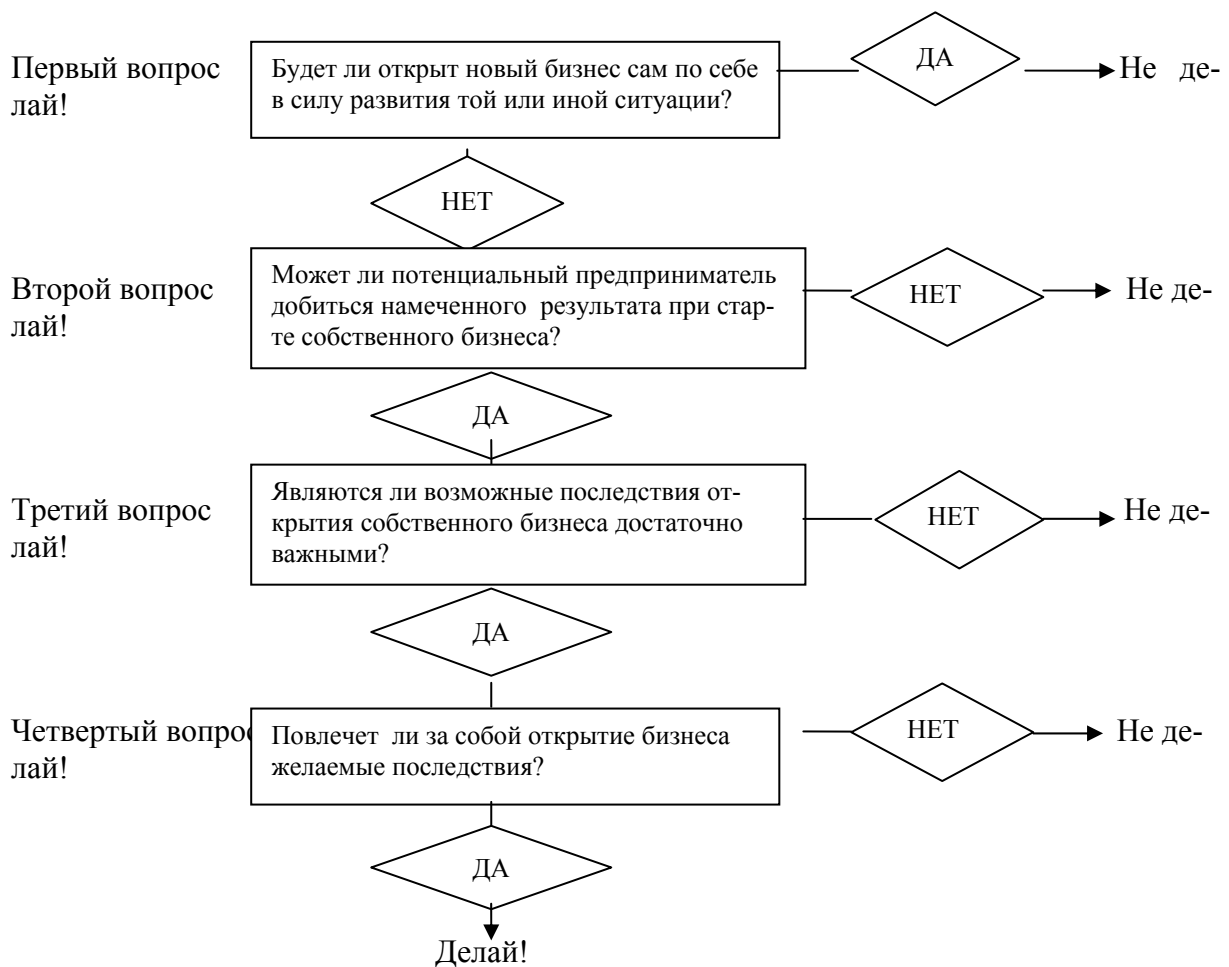 Первый вопрос
лай!
Будет ли открыт новый бизнес сам по себе
в силу развития той или иной ситуации?
ДА
Не де-
НЕТ
Второй вопрос
лай!
Может ли потенциальный предприниматель
добиться намеченного результата при стар-
те собственного бизнеса?
НЕТ
Не де-
ДА
Третий вопрос
лай!
Являются ли возможные последствия от-
крытия собственного бизнеса достаточно
важными?
НЕТ
Не де-
ДА
Четвертый вопрос
лай!
Повлечет ли за собой открытие бизнеса
желаемые последствия?
НЕТ
Не де-
ДА
Делай!